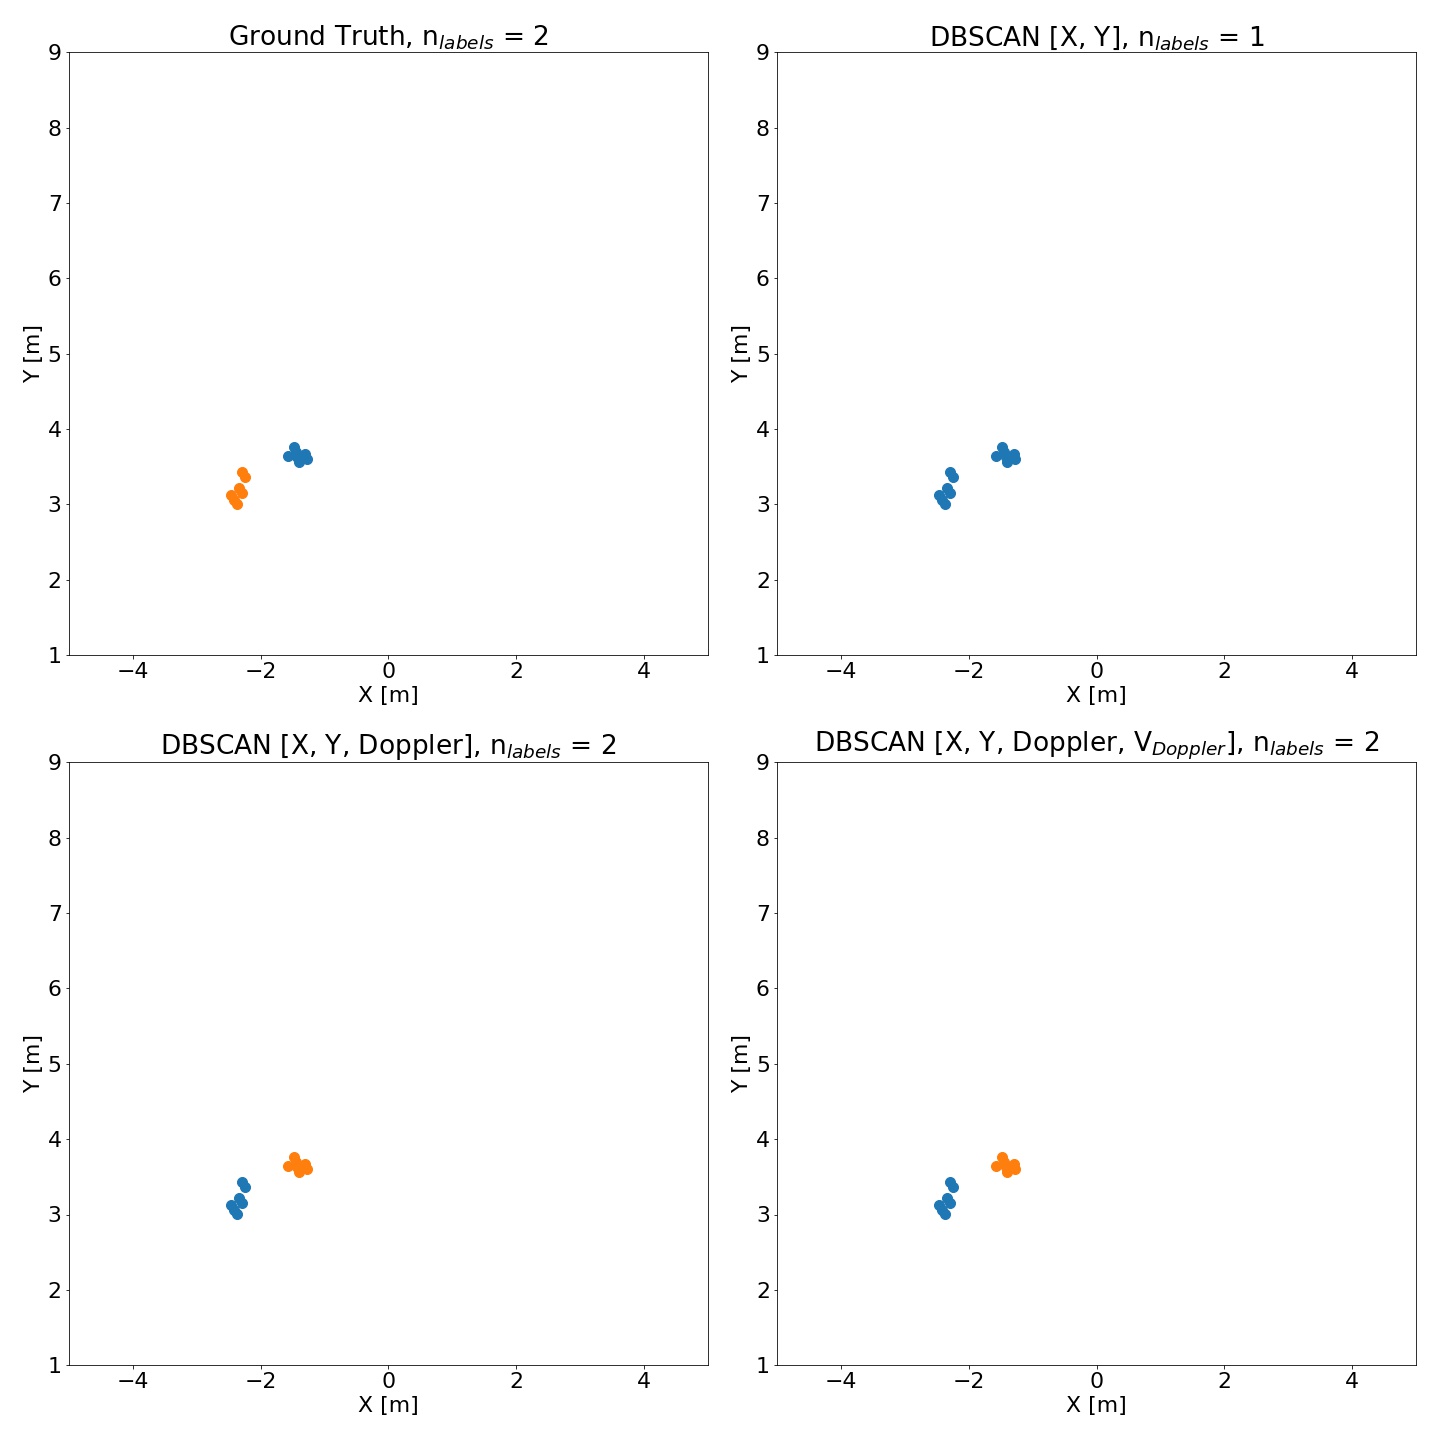 Ground Truth, n_labels = 2
9
8
7
6
5
4
3
2
1
Y [m]
−4 −2 0 2 4
X [m]
DBSCAN [X, Y], n_labels = 1
9
8
7
6
5
4
3
2
1
Y [m]
−4 −2 0 2 4
X [m]
DBSCAN [X, Y, Doppler], n_labels = 2
9
8
7
6
5
4
3
2
1
Y [m]
−4 −2 0 2 4
X [m]
DBSCAN [X, Y, Doppler, V_Doppler], n_labels = 2
9
8
7
6
5
4
3
2
1
Y [m]
−4 −2 0 2 4
X [m]